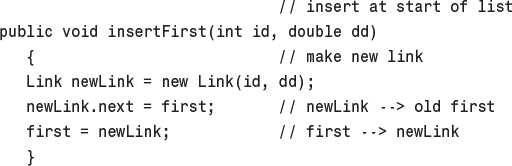 // insert at start of list
public void insertFirst(int id, double dd)
   {                          // make new link
   Link newLink = new Link(id, dd);
   newLink.next = first;      // newLink --> old first
   first = newLink;           // first --> newLink
   }